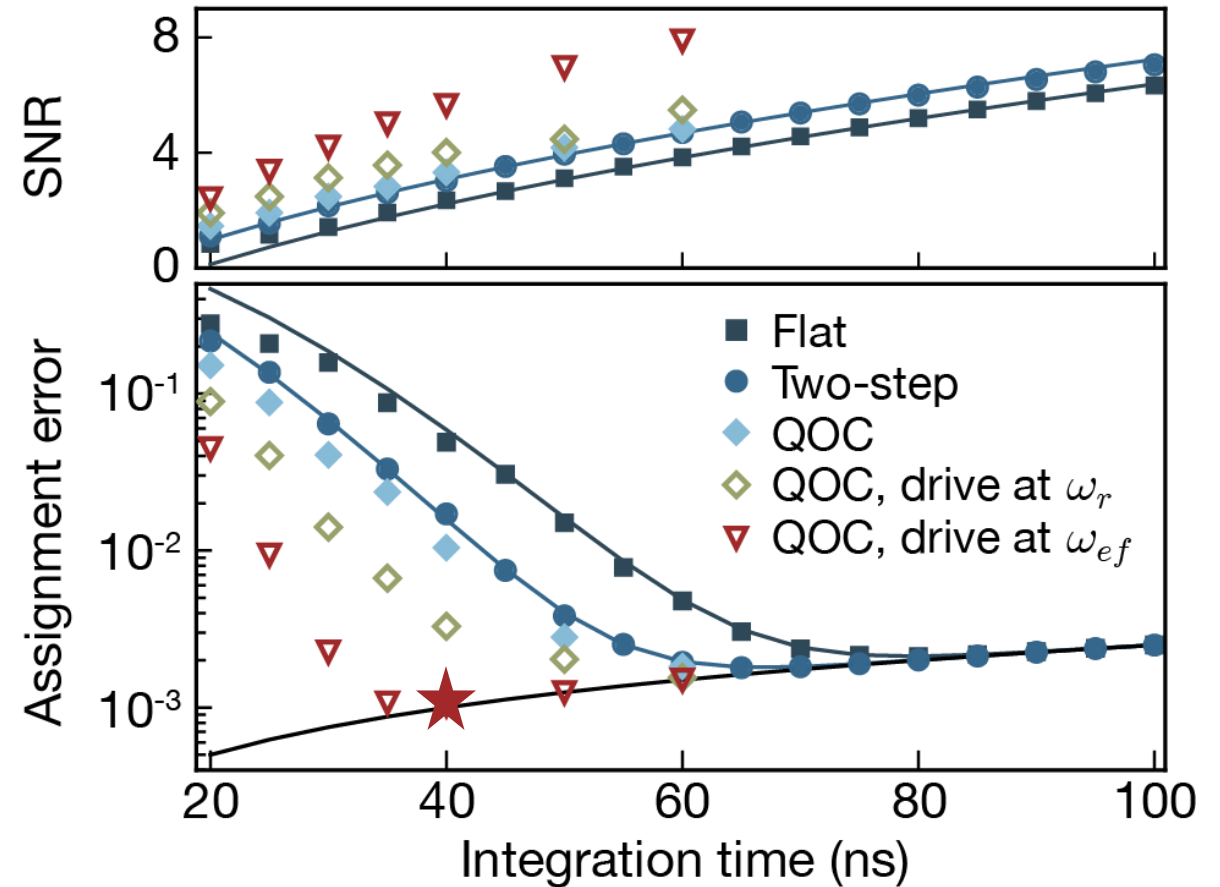 SNR
8
4
0
Assignment error
10⁻¹
10⁻²
10⁻³
Flat
Two-step
QOC
QOC, drive at ωᵣ
QOC, drive at ω_ef
20 40 60 80 100
Integration time (ns)